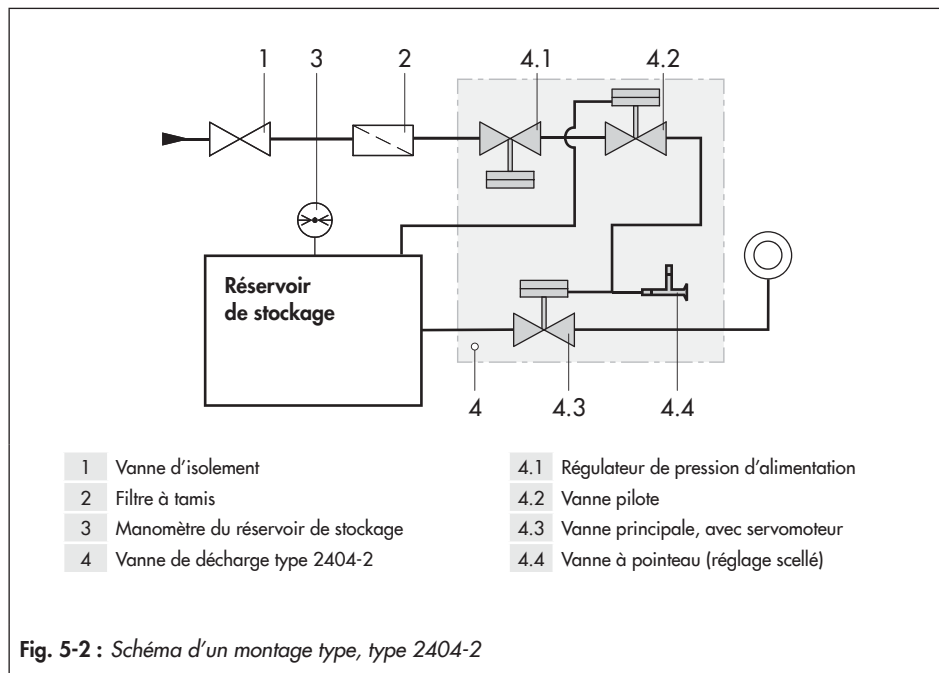 1 3 2 4.1 4.2
Réservoir
de stockage
4 4.3 4.4
1 Vanne d'isolement
2 Filtre à tamis
3 Manomètre du réservoir de stockage
4 Vanne de décharge type 2404-2
4.1 Régulateur de pression d'alimentation
4.2 Vanne pilote
4.3 Vanne principale, avec servomoteur
4.4 Vanne à pointeau (réglage scellé)
Fig. 5-2 : Schéma d'un montage type, type 2404-2